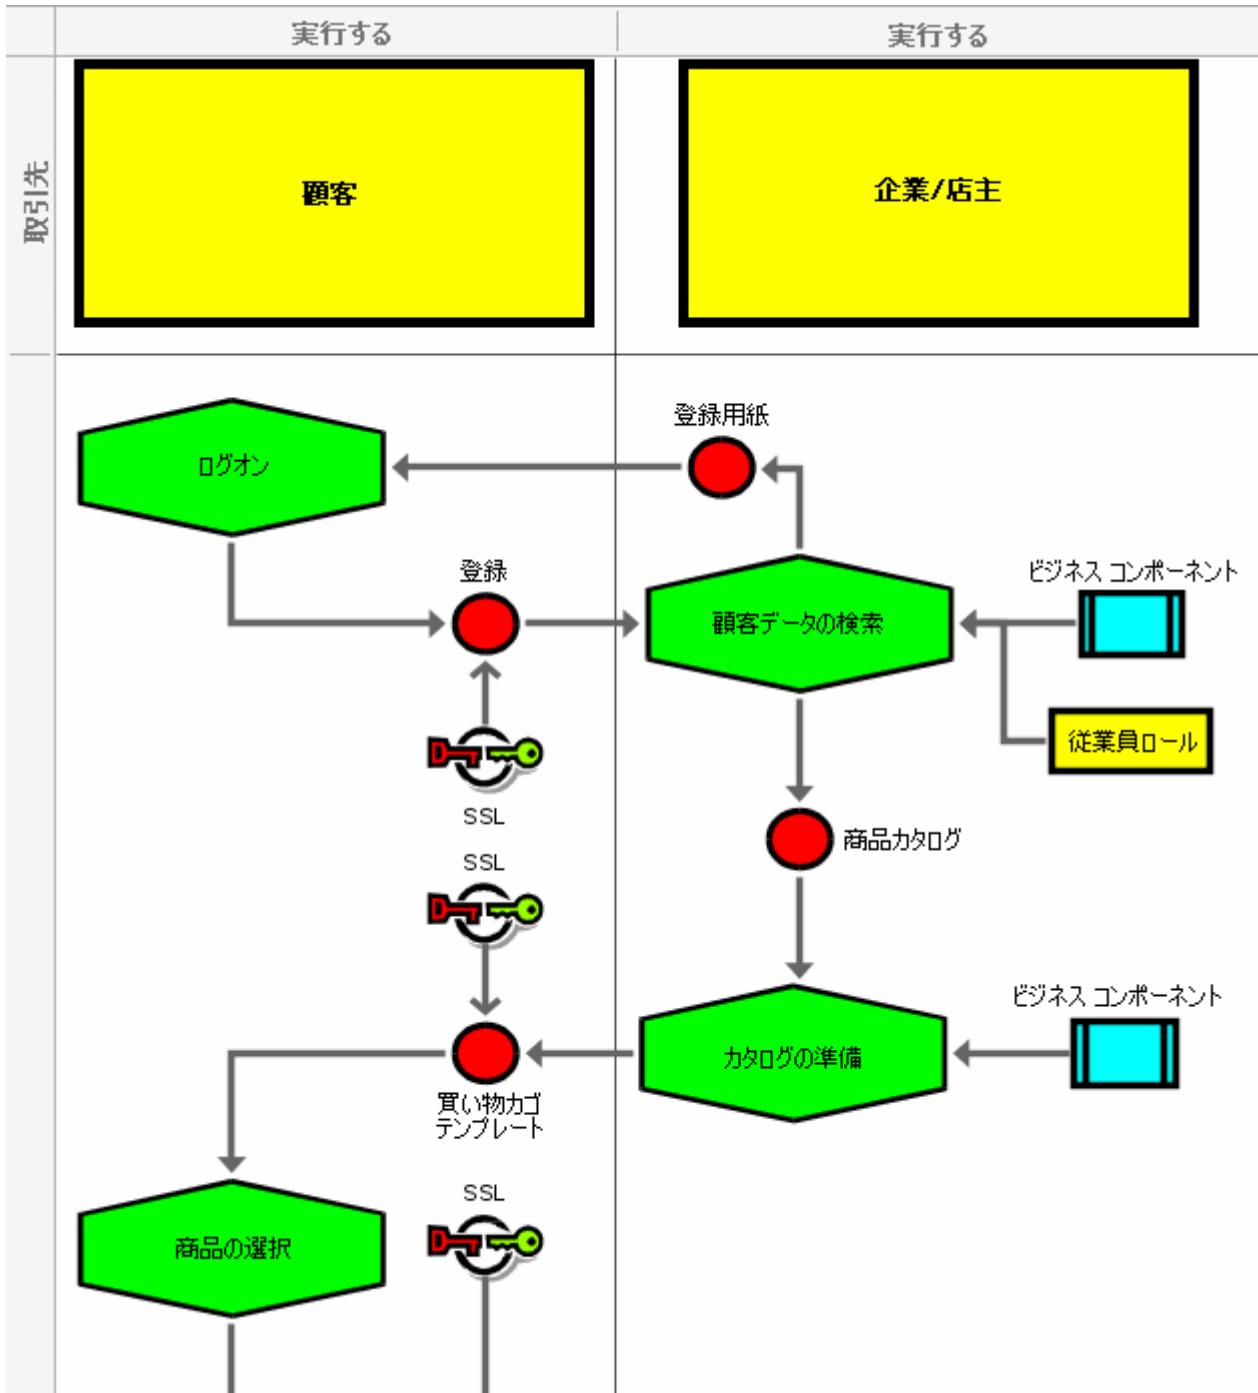 実行する
実行する
取引先
顧客
企業/店主
登録用紙
ログオン
登録
ビジネス コンポーネント
顧客データの検索
従業員ロール
SSL
商品カタログ
SSL
ビジネス コンポーネント
カタログの準備
買い物カゴ
テンプレート
SSL
商品の選択